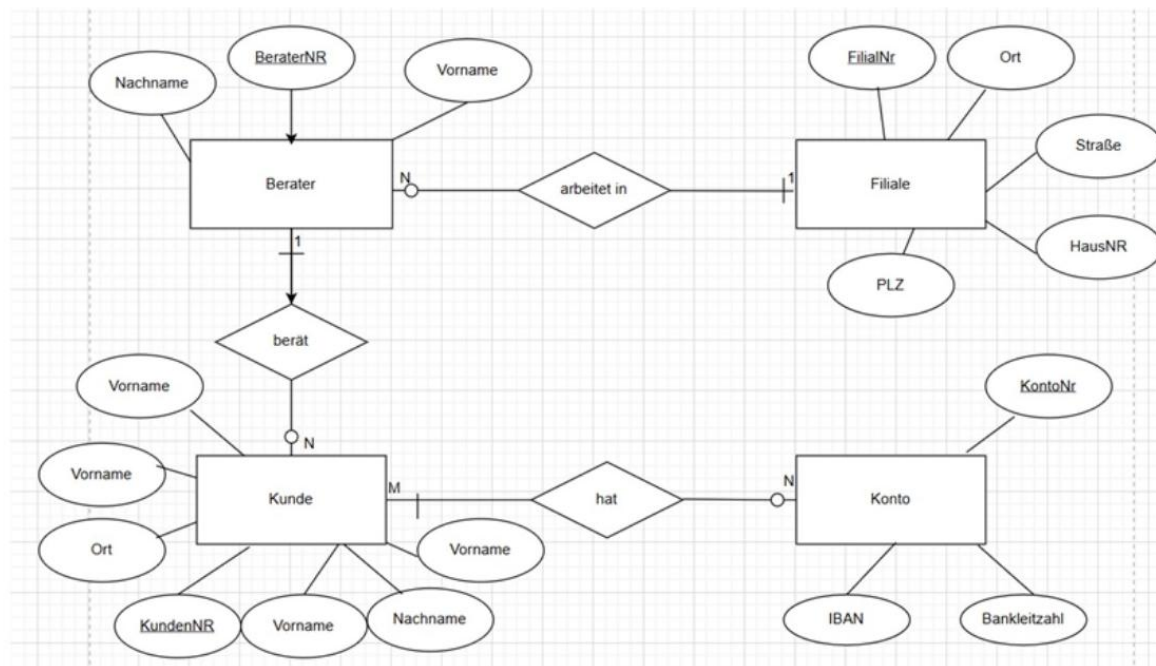 BeraterNR
FilialNr
Ort
Nachname
Vorname
Straße
Berater
N
arbeitet in
1
Filiale
1
HausNR
PLZ
berät
Vorname
KontoNr
N
Vorname
Kunde
M
hat
N
Konto
Ort
Vorname
KundenNR
Vorname
Nachname
IBAN
Bankleitzahl